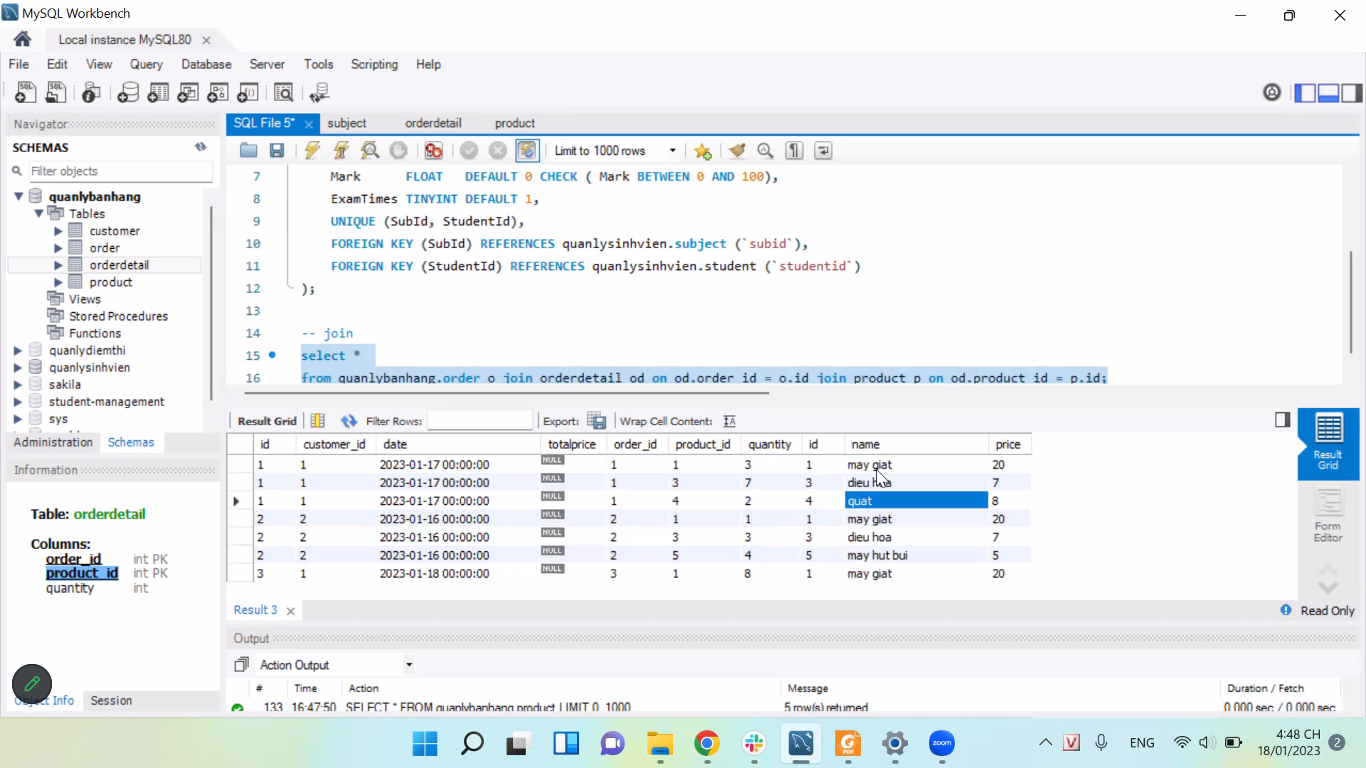 MySQL Workbench
Local instance MySQL80
File Edit View Query Database Server Tools Scripting Help
Navigator
SCHEMAS
Filter objects
quanlybanhang
Tables
customer
order
orderdetail
product
Views
Stored Procedures
Functions
quanlydiemthi
quanlysinhvien
sakila
student-management
sys
Administration Schemas
Information
Table: orderdetail
Columns:
order_id int PK
product_id int PK
quantity int
Object Info Session
SQL File 5* subject orderdetail product
Limit to 1000 rows
7 Mark FLOAT DEFAULT 0 CHECK ( Mark BETWEEN 0 AND 100),
8 ExamTimes TINYINT DEFAULT 1,
9 UNIQUE (SubId, StudentId),
10 FOREIGN KEY (SubId) REFERENCES quanlysinhvien.subject (`subid`),
11 FOREIGN KEY (StudentId) REFERENCES quanlysinhvien.student (`studentid`)
12 );
13
14 -- join
15 select *
16 from quanlybanhang.order o join orderdetail od on od.order_id = o.id join product p on od.product_id = p.id;
Result Grid Filter Rows: Export: Wrap Cell Content:
id customer_id date totalprice order_id product_id quantity id name price
1 1 2023-01-17 00:00:00 NULL 1 1 3 1 may giat 20
1 1 2023-01-17 00:00:00 NULL 1 3 7 3 dieu hoa 7
1 1 2023-01-17 00:00:00 NULL 1 4 2 4 quat 8
2 2 2023-01-16 00:00:00 NULL 2 1 1 1 may giat 20
2 2 2023-01-16 00:00:00 NULL 2 3 3 3 dieu hoa 7
2 2 2023-01-16 00:00:00 NULL 2 5 4 5 may hut bui 5
3 1 2023-01-18 00:00:00 NULL 3 1 8 1 may giat 20
Result Grid
Form Editor
Result 3
Read Only
Output
Action Output
# Time Action Message Duration / Fetch
133 16:47:50 SELECT * FROM quanlybanhang.product LIMIT 0, 1000 5 row(s) returned 0.000 sec / 0.000 sec
zoom
PDF
V
ENG
4:48 CH
18/01/2023
2